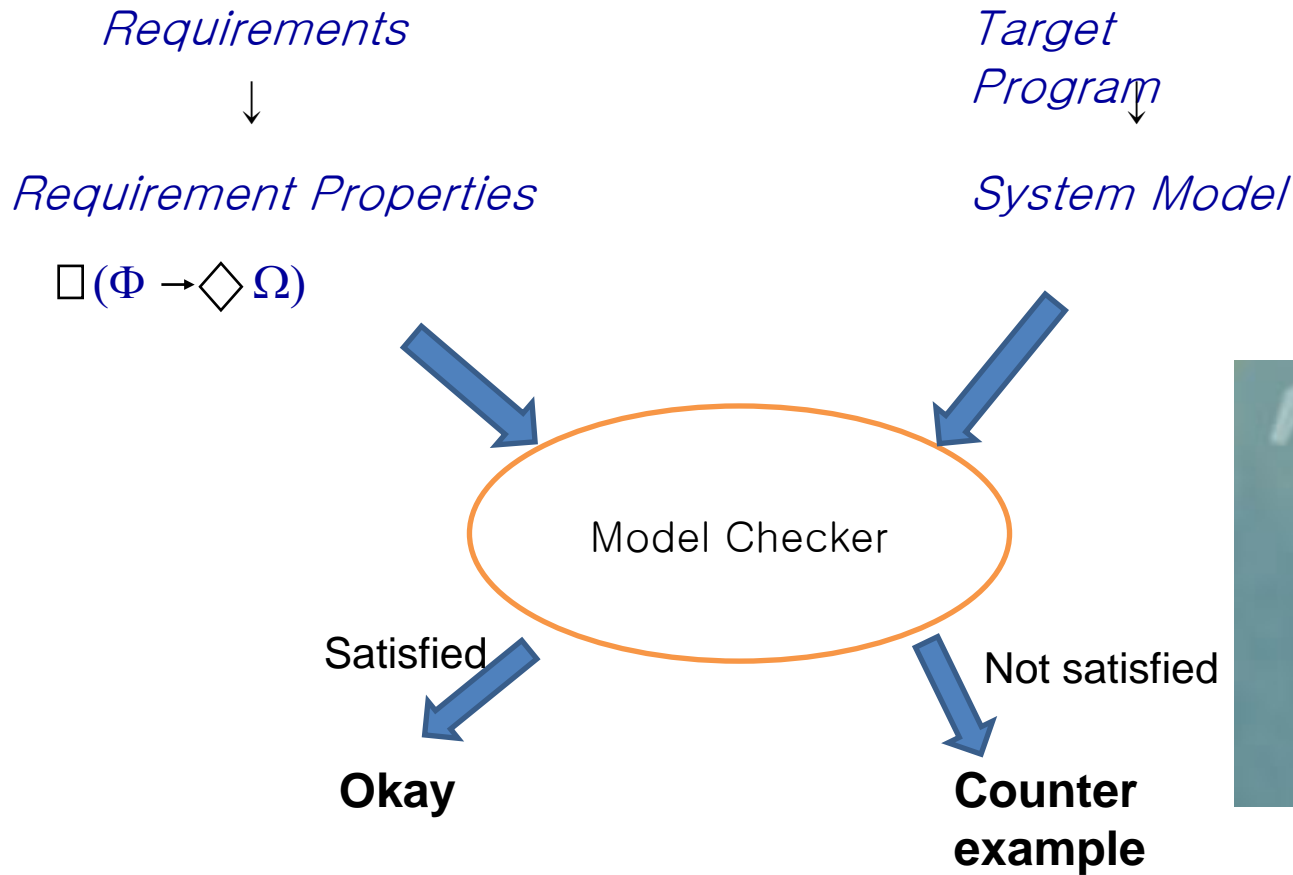 Requirements
Target
Program
↓
↓
Requirement Properties
System Model
□(Φ →◇ Ω)
Model Checker
Satisfied
Not satisfied
Okay
Counter
example